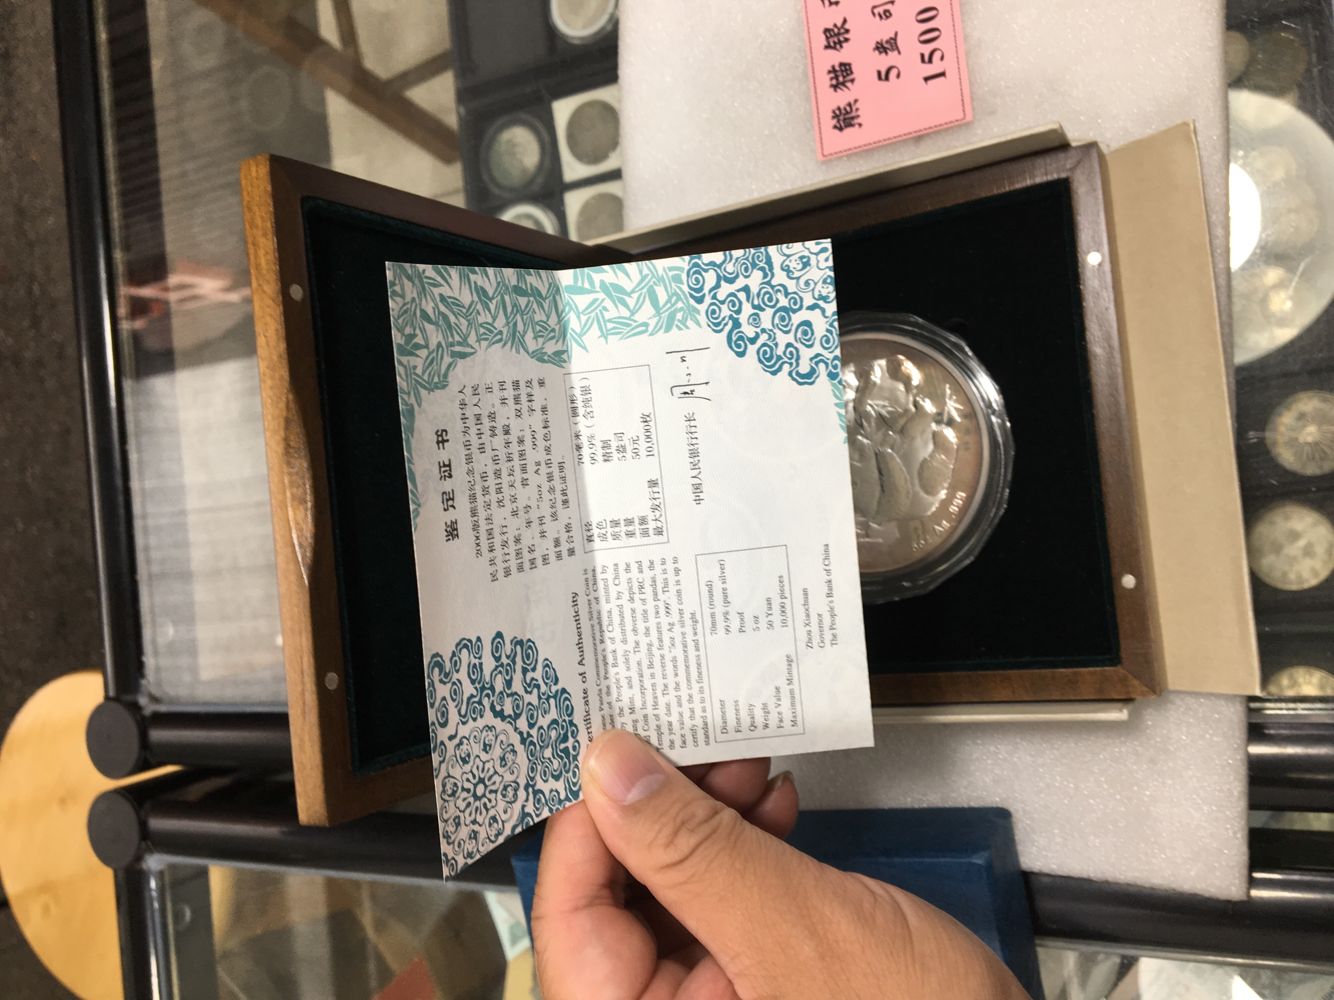 熊猫银币
5盎司
1500
鉴定证书
2006版熊猫纪念银币为中华人
民共和国法定货币，由中国人民
银行发行，沈阳造币厂铸造。正
面图案：北京天坛祈年殿，并刊
国名、年号。背面图案：双熊猫
图，并刊“5oz Ag .999”字样及
面额。该纪念银币成色标准，重
量合格，谨此证明。
直径 70毫米（圆形）
成色 99.9%（含纯银）
质量 精制
重量 5盎司
面额 50元
最大发行量 10,000枚
中国人民银行行长
Certificate of Authenticity
Panda Commemorative Silver Coin is
of the People's Republic of China,
by the People's Bank of China, minted by
Mint, and solely distributed by China
Coin Incorporation. The obverse depicts the
Temple of Heaven in Beijing, the title of PRC and
the year date. The reverse features two pandas, the
face value and the words "5oz Ag .999". This is to
certify that the commemorative silver coin is up to
standard as to its fineness and weight.
Diameter 70mm (round)
Fineness 99.9% (pure silver)
Quality Proof
Weight 5 oz
Face Value 50 Yuan
Maximum Mintage 10,000 pieces
Zhou Xiaochuan
Governor
The People's Bank of China
5oz Ag .999